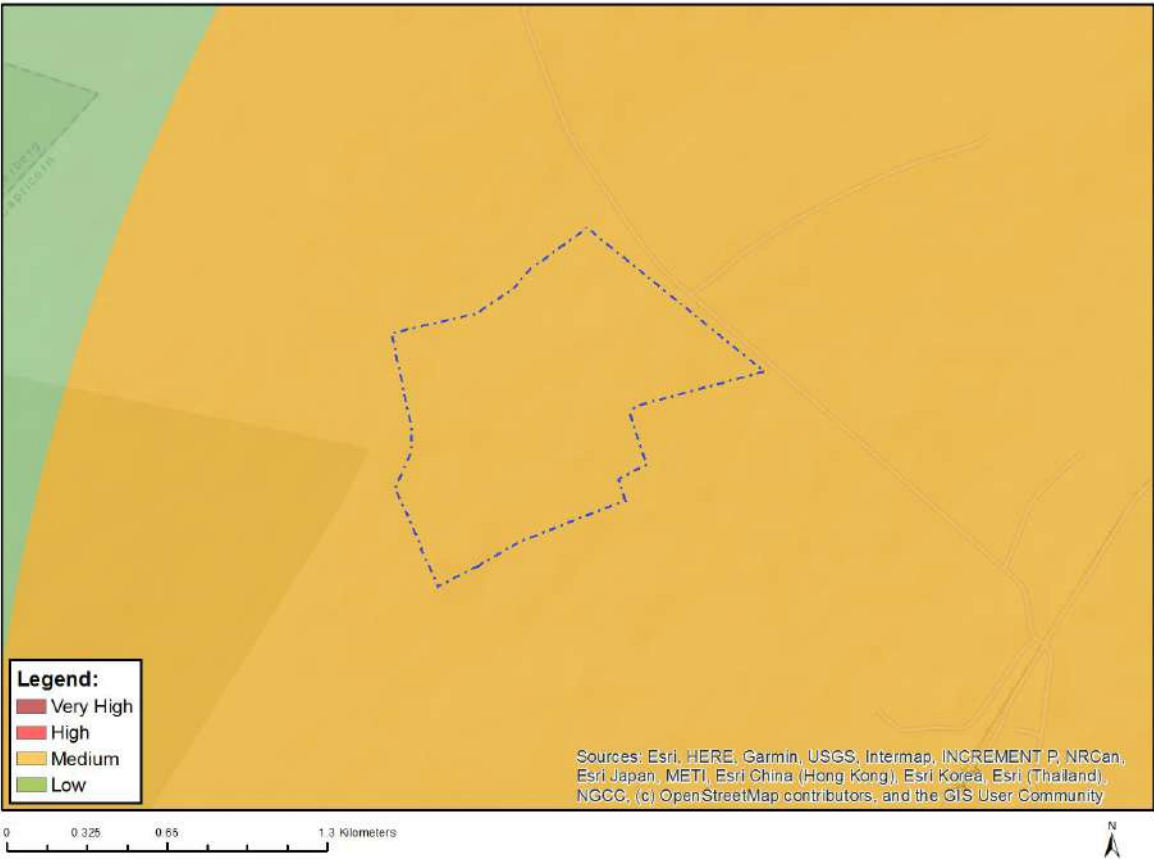 apricorn
Legend:
Very High
High
Medium
Low
Sources: Esri, HERE, Garmin, USGS, Intermap, INCREMENT P, NRCan,
Esri Japan, METI, Esri China (Hong Kong), Esri Korea, Esri (Thailand),
NGCC, (c) OpenStreetMap contributors, and the GIS User Community
0 0.325 0.65 1.3 Kilometers
N